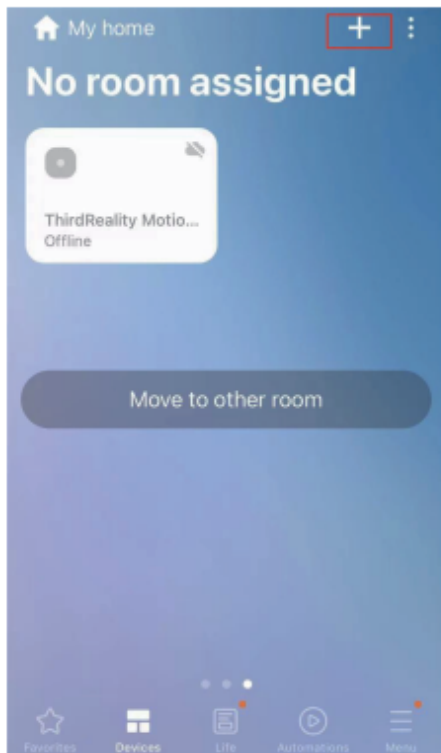 My home
No room assigned
ThirdReality Motio...
Offline
Move to other room
Favorites Devices Life Automations Menu